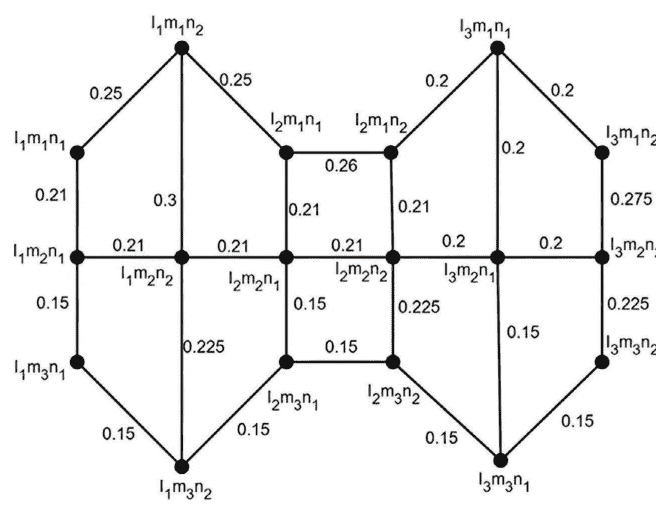 l₁m₁n₂
l₃m₁n₁
0.25
0.25
0.2
0.2
l₁m₁n₁
l₂m₁n₁
l₂m₁n₂
l₃m₁n₂
0.26
0.2
0.21
0.3
0.21
0.21
0.275
l₁m₂n₁
0.21
0.21
0.21
0.2
0.2
l₃m₂n₂
l₁m₂n₂
l₂m₂n₁
l₂m₂n₂
l₃m₂n₁
0.15
0.15
0.225
0.225
0.15
0.225
0.15
l₁m₃n₁
l₂m₃n₁
l₂m₃n₂
l₃m₃n₂
0.15
0.15
0.15
0.15
l₁m₃n₂
l₃m₃n₁